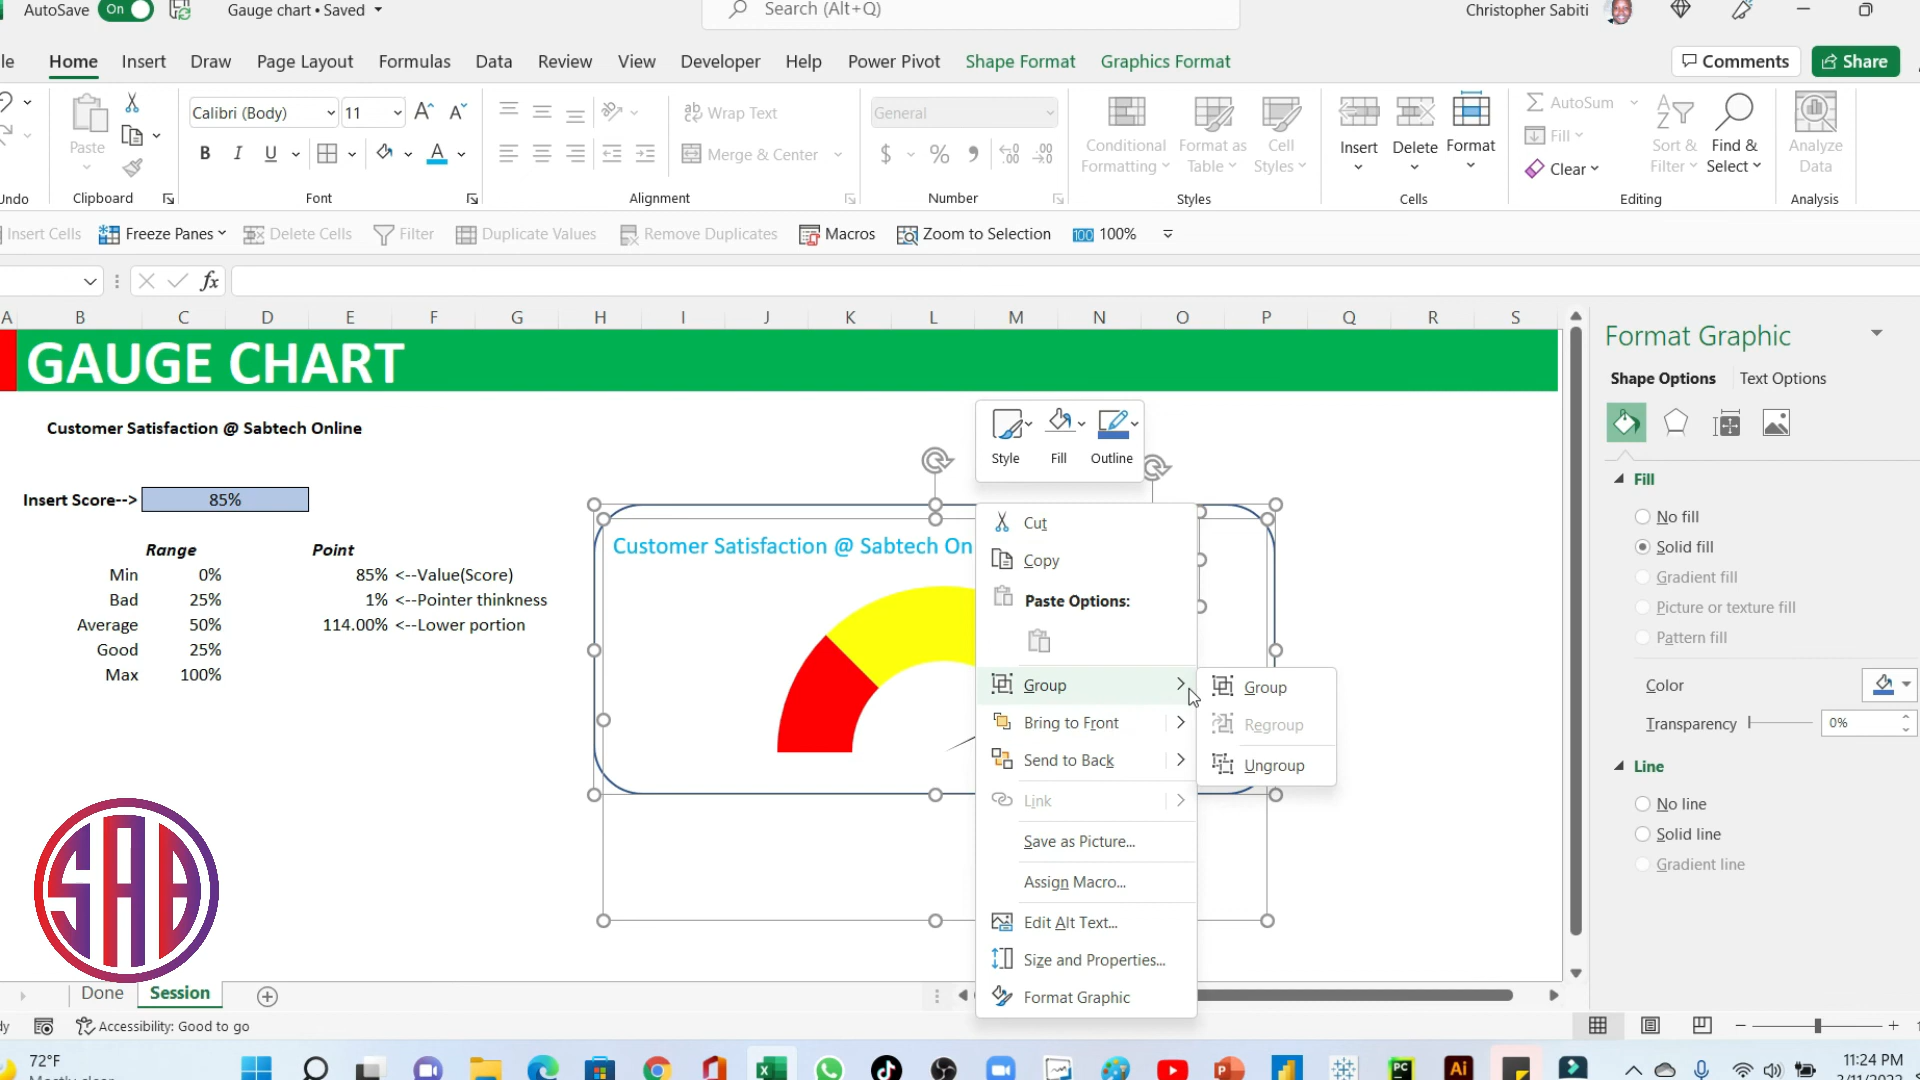 AutoSave On Gauge chart • Saved Search (Alt+Q) Christopher Sabiti
le Home Insert Draw Page Layout Formulas Data Review View Developer Help Power Pivot Shape Format Graphics Format Comments Share
Calibri (Body) 11 Wrap Text General AutoSum
Paste Conditional Formatting Format as Table Cell Styles Insert Delete Format Fill Sort & Filter Find & Select Analyze Data
B I U A Merge & Center $ % Clear
Undo Clipboard Font Alignment Number Styles Cells Editing Analysis
Insert Cells Freeze Panes Delete Cells Filter Duplicate Values Remove Duplicates Macros Zoom to Selection 100 100%
fx
A B C D E F G H I J K L M N O P Q R S
GAUGE CHART
Customer Satisfaction @ Sabtech Online
Insert Score--> 85%
Range Point
Min 0% 85% <--Value(Score)
Bad 25% 1% <--Pointer thinkness
Average 50% 114.00% <--Lower portion
Good 25%
Max 100%
Customer Satisfaction @ Sabtech On
Style Fill Outline
Cut
Copy
Paste Options:
Group
Bring to Front
Send to Back
Link
Save as Picture...
Assign Macro...
Edit Alt Text...
Size and Properties...
Format Graphic
Group
Regroup
Ungroup
Format Graphic
Shape Options Text Options
Fill
No fill
Solid fill
Gradient fill
Picture or texture fill
Pattern fill
Color
Transparency 0%
Line
No line
Solid line
Gradient line
SAB
Done Session
dy Accessibility: Good to go
72°F
Mostly clear
PC Ai
11:24 PM